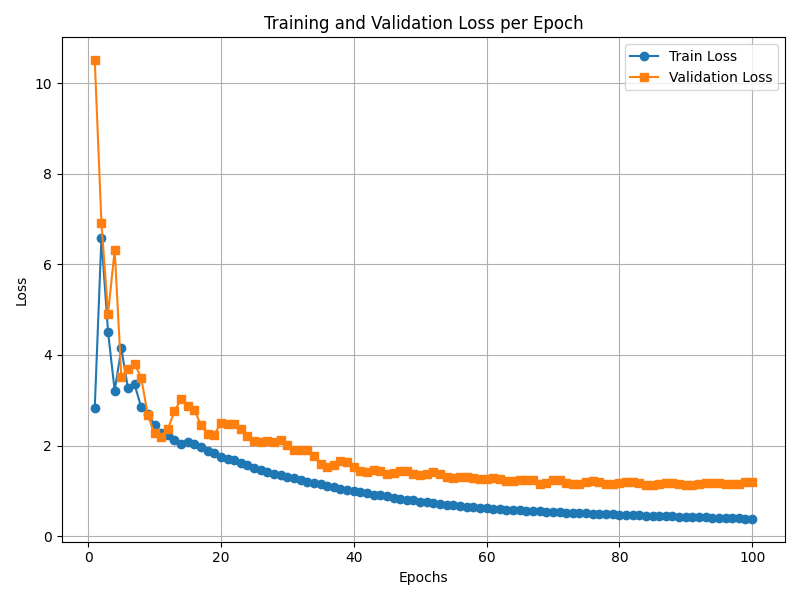 Training and Validation Loss per Epoch
Train Loss
Validation Loss
10
8
6
4
2
0
Loss
0 20 40 60 80 100
Epochs